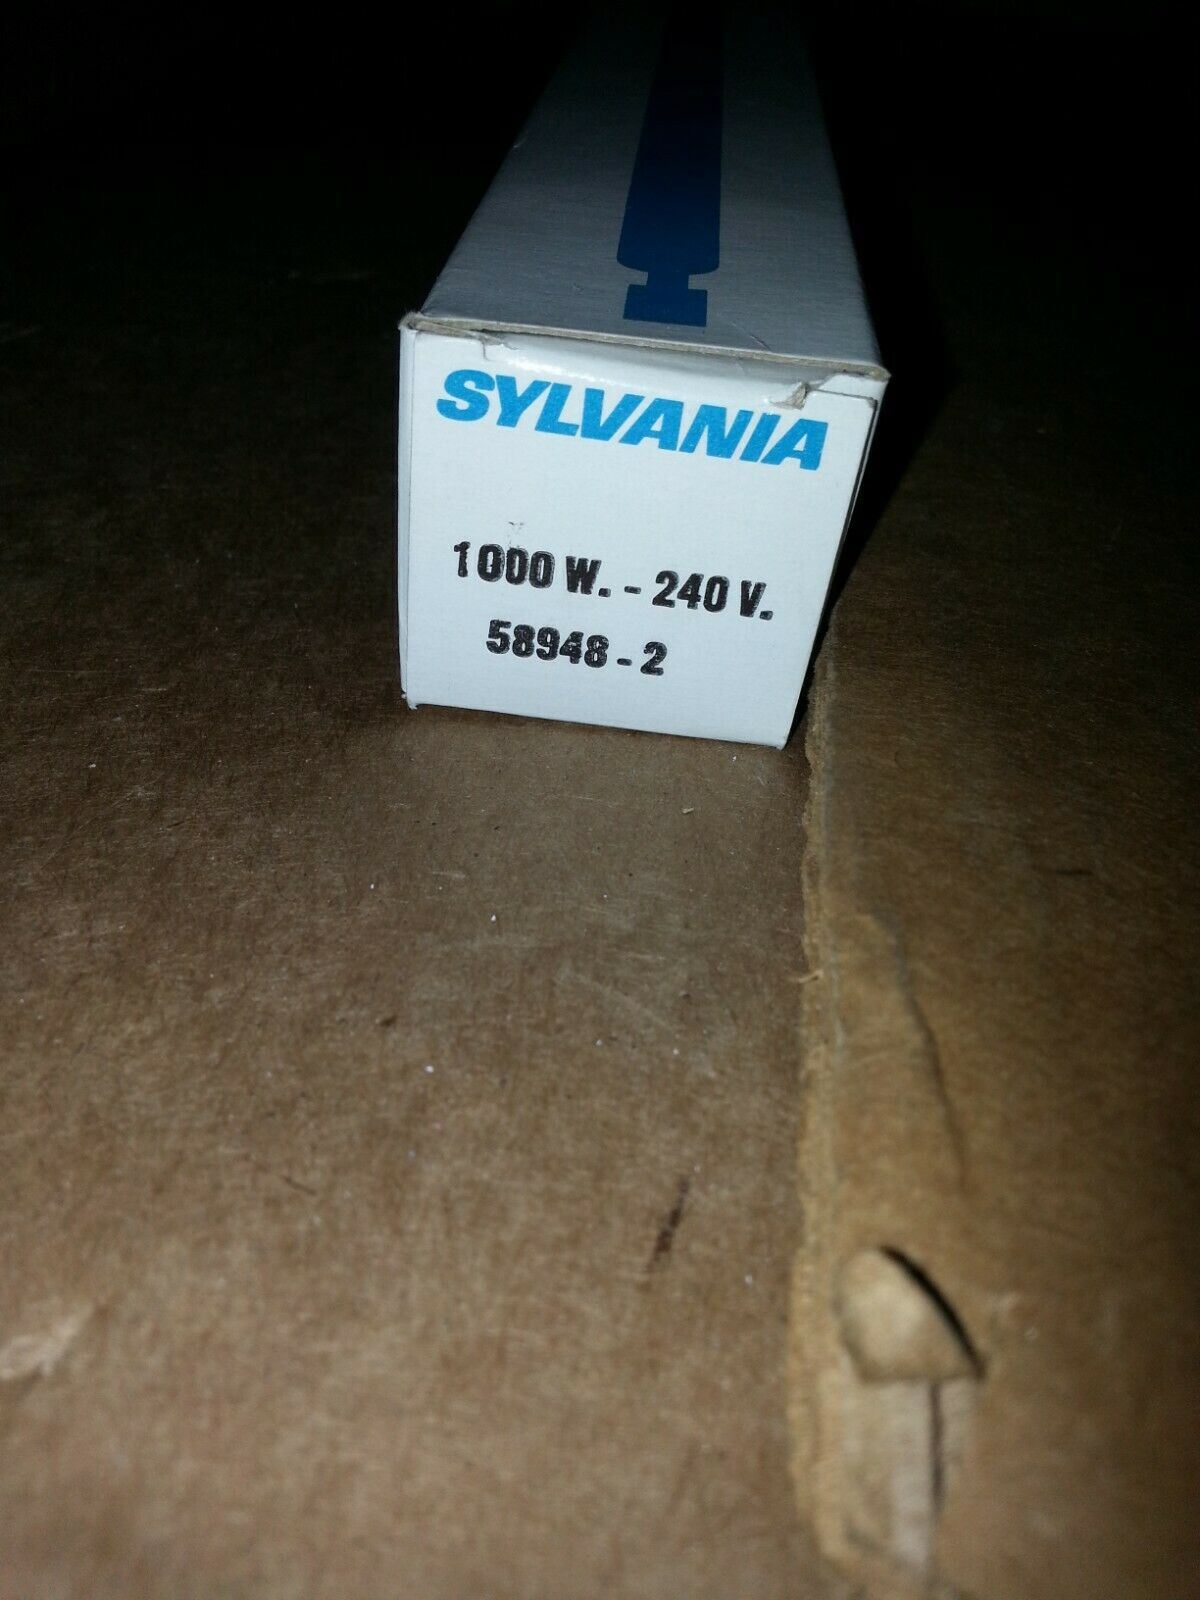 SYLVANIA
1000 W. - 240 V.
58948 - 2